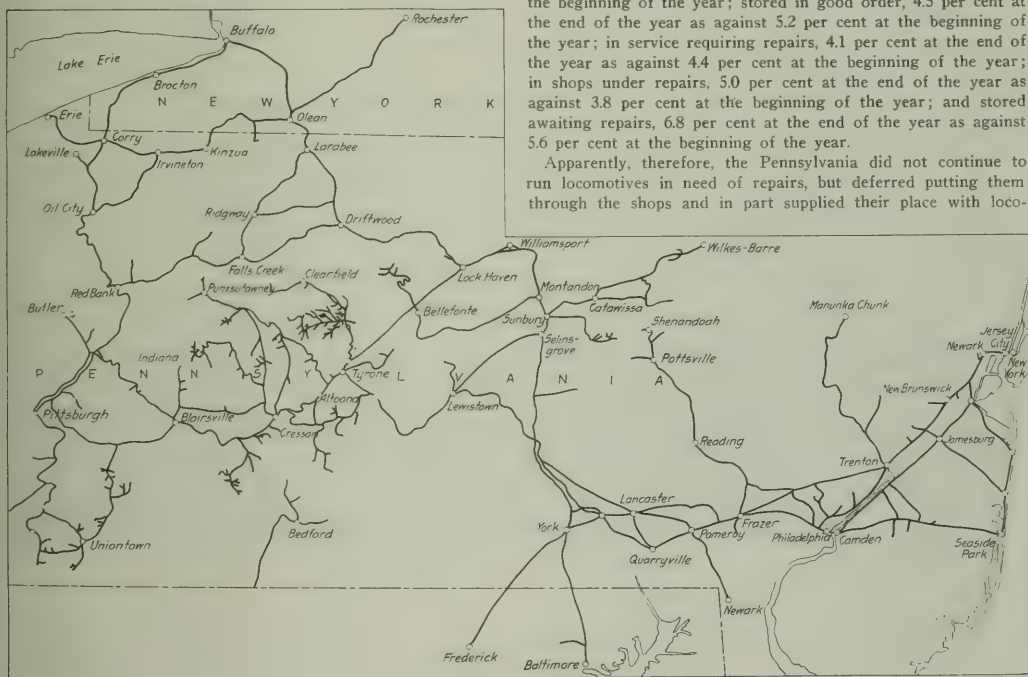 the beginning of the year; stored in good order, 4.5 per cent at
the end of the year as against 5.2 per cent at the beginning of
the year; in service requiring repairs, 4.1 per cent at the end of
the year as against 4.4 per cent at the beginning of the year;
in shops under repairs, 5.0 per cent at the end of the year as
against 3.8 per cent at the beginning of the year; and stored
awaiting repairs, 6.8 per cent at the end of the year as against
5.6 per cent at the beginning of the year.
Apparently, therefore, the Pennsylvania did not continue to
run locomotives in need of repairs, but deferred putting them
through the shops and in part supplied their place with loco-
Rochester
Buffalo
Lake Erie
Brocton
NEW YORK
Erie
Olean
Corry
Lakeville
Irvineton
Kinzua
Larabee
Oil City
Ridgway
Driftwood
Williamsport
Wilkes-Barre
Falls Creek
Clearfield
Lock Haven
Montandon
Red Bank
Punxsutawney
Catawissa
Manunka Chunk
Butler
Bellefonte
Sunbury
Shenandoah
Jersey City
Selins-
grove
Newark
New York
Indiana
Pottsville
PENNSYLVANIA
Tyrone
New Brunswick
Altoona
Lewistown
Pittsburgh
Blairsville
Cresson
Reading
Jamesburg
Trenton
Lancaster
York
Pomeroy
Frazer
Philadelphia
Camden
Seaside
Park
Uniontown
Bedford
Quarryville
Newark
Frederick
Baltimore